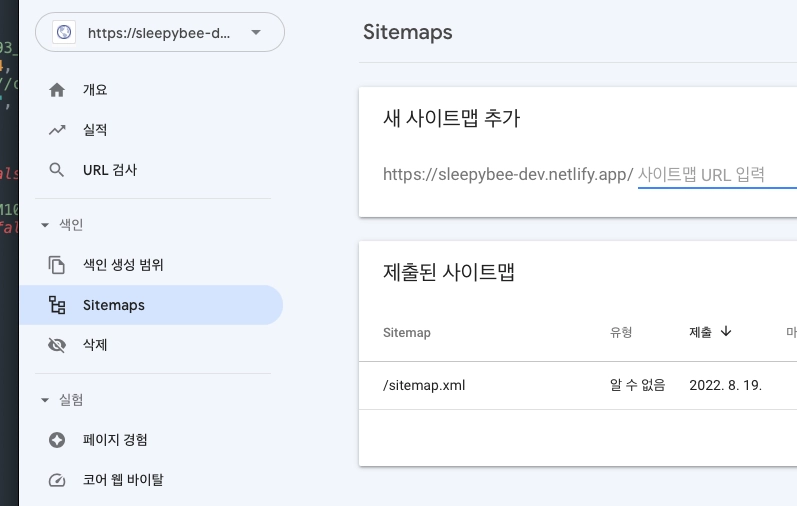 https://sleepybee-d...
Sitemaps
개요
실적
URL 검사
색인
색인 생성 범위
Sitemaps
삭제
실험
페이지 경험
코어 웹 바이탈
새 사이트맵 추가
https://sleepybee-dev.netlify.app/ 사이트맵 URL 입력
제출된 사이트맵
Sitemap 유형 제출 마
/sitemap.xml 알 수 없음 2022. 8. 19.